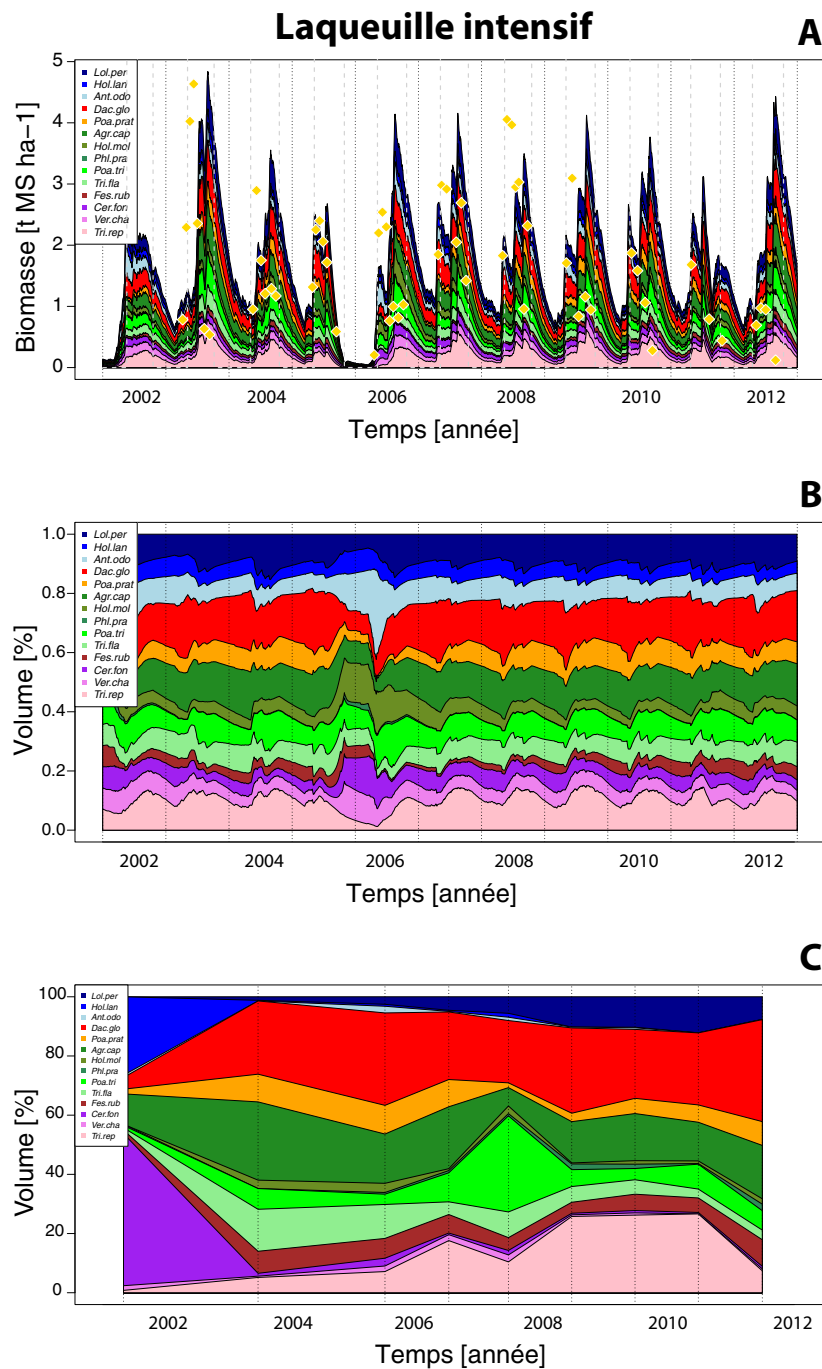 Laqueuille intensif
A
Biomasse [t MS ha−1]
5
4
3
2
1
0
Lol.per
Hol.lan
Ant.odo
Dac.glo
Poa.prat
Agr.cap
Hol.mol
Phl.pra
Poa.tri
Tri.fla
Fes.rub
Cer.fon
Ver.cha
Tri.rep
2002 2004 2006 2008 2010 2012
Temps [année]
B
Volume [%]
1.0
0.8
0.6
0.4
0.2
0.0
Lol.per
Hol.lan
Ant.odo
Dac.glo
Poa.prat
Agr.cap
Hol.mol
Phl.pra
Poa.tri
Tri.fla
Fes.rub
Cer.fon
Ver.cha
Tri.rep
2002 2004 2006 2008 2010 2012
Temps [année]
C
Volume [%]
100
80
60
40
20
0
Lol.per
Hol.lan
Ant.odo
Dac.glo
Poa.prat
Agr.cap
Hol.mol
Phl.pra
Poa.tri
Tri.fla
Fes.rub
Cer.fon
Ver.cha
Tri.rep
2002 2004 2006 2008 2010 2012
Temps [année]